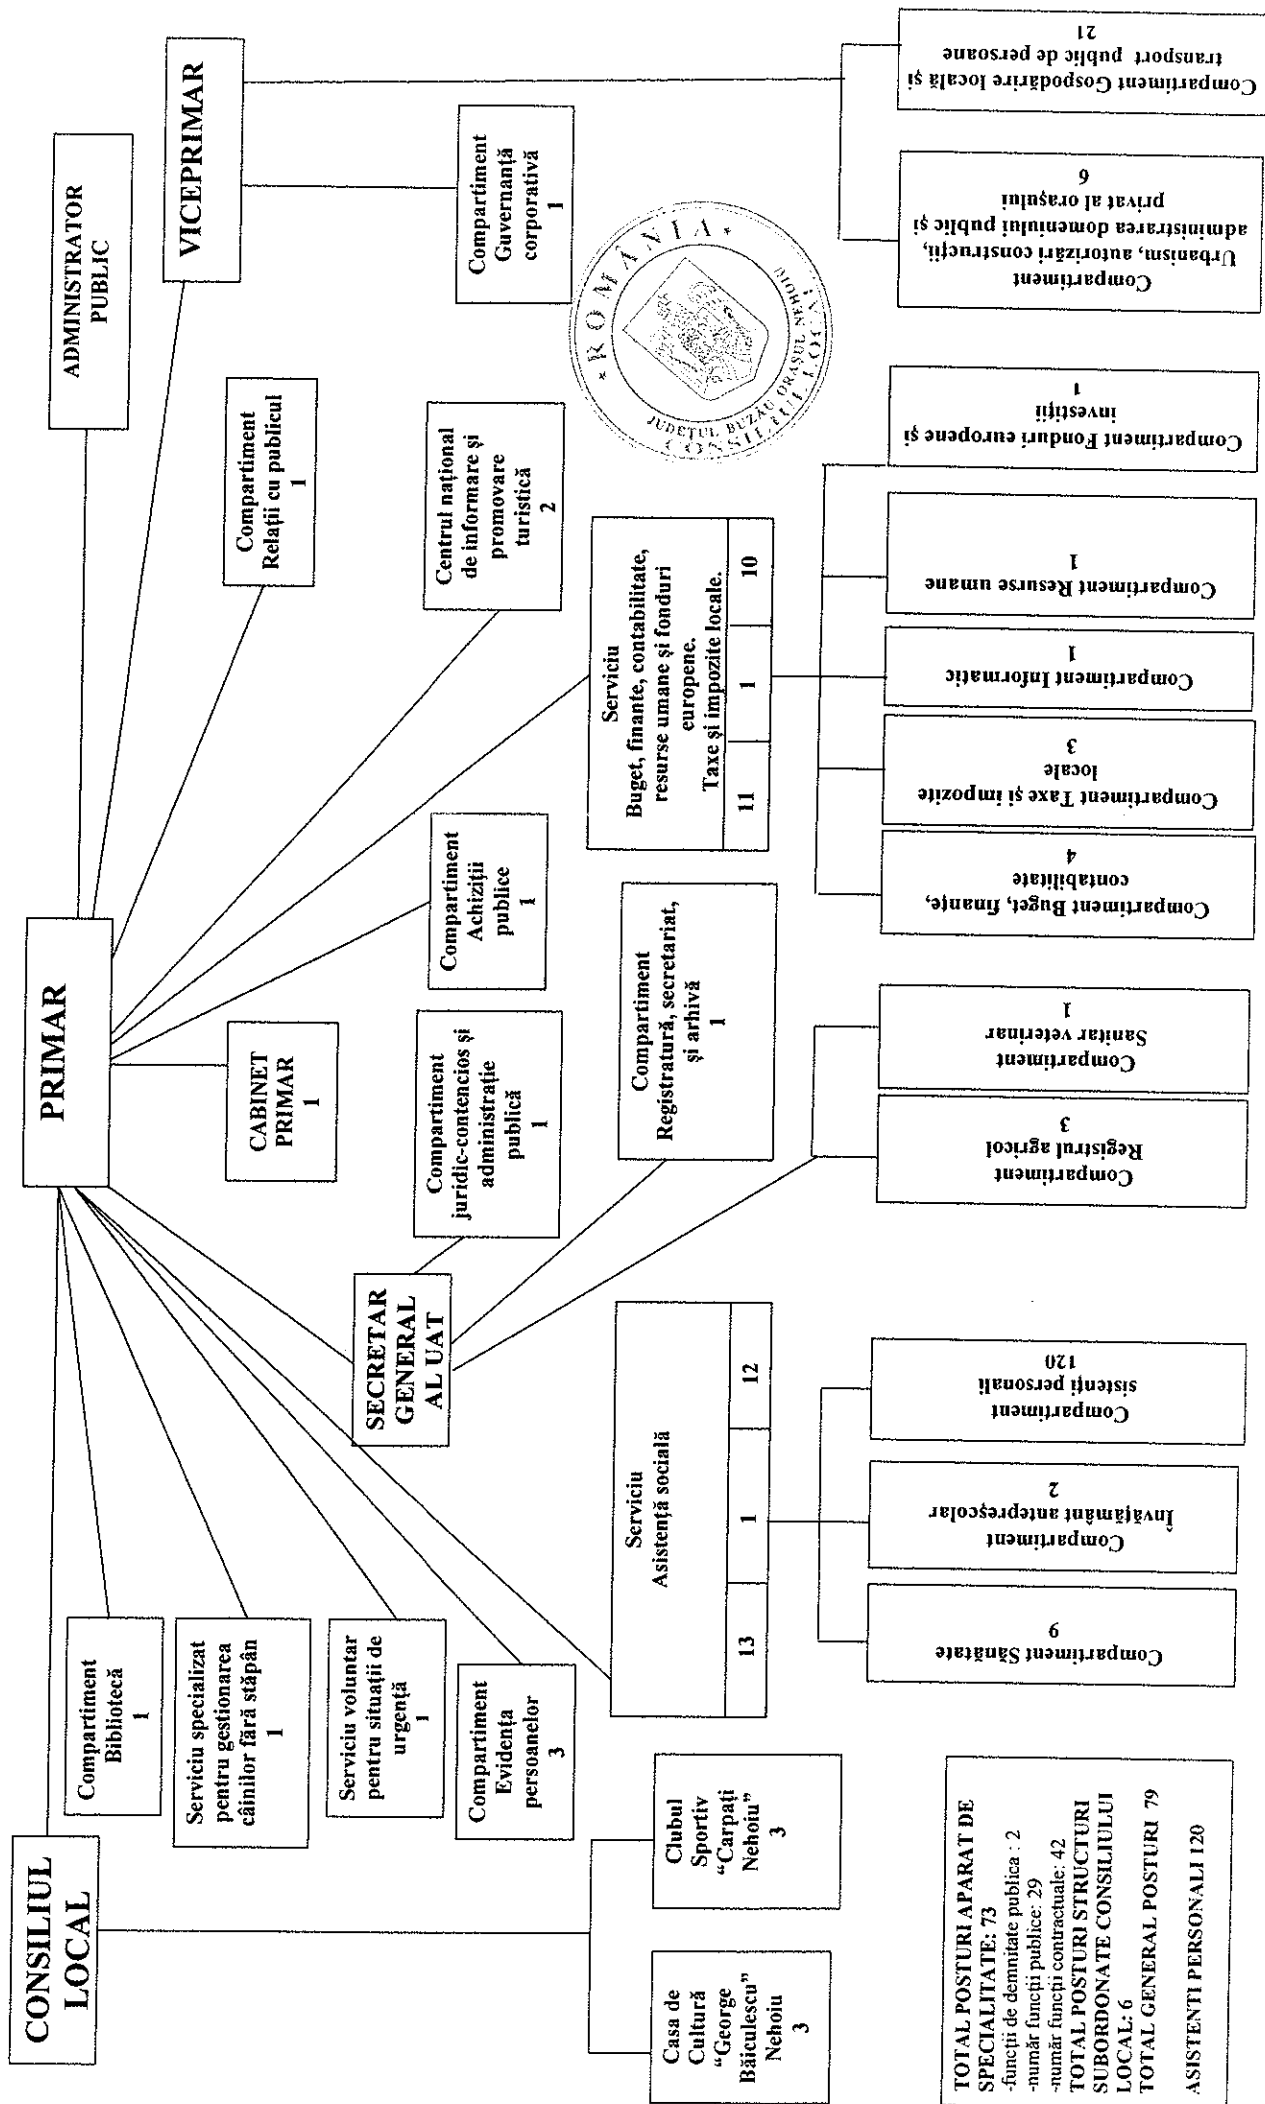 CONSILIUL
LOCAL
PRIMAR
ADMINISTRATOR
PUBLIC
VICEPRIMAR
Compartiment
Bibliotecă
1
Serviciu specializat
pentru gestionarea
câinilor fără stăpân
1
Serviciu voluntar
pentru situații de
urgență
1
Compartiment
Evidența
persoanelor
3
CABINET
PRIMAR
1
Compartiment
Relații cu publicul
1
SECRETAR
GENERAL
AL UAT
Compartiment
juridic-contencios și
administrație
publică
1
Compartiment
Achiziții
publice
1
Centrul național
de informare și
promovare
turistică
2
Compartiment
Guvernanță
corporativă
1
Casa de
Cultură
“George
Băiculescu”
Nehoiu
3
Clubul
Sportiv
“Carpați
Nehoiu”
3
Serviciu
Asistență socială
13 1 12
Compartiment
Registratură, secretariat,
și arhivă
1
Serviciu
Buget, finante, contabilitate,
resurse umane și fonduri
europene.
Taxe și impozite locale.
11 1 10
*ROMÂNIA*
JUDEȚUL BUZĂU ORAȘUL NEHOIU
CONSILIUL LOCAL
Compartiment Sănătate
9
Compartiment
Învățământ antepreșcolar
2
Compartiment
sistenți personali
120
Compartiment
Registrul agricol
3
Compartiment
Sanitar veterinar
1
Compartiment Buget, finanțe,
contabilitate
4
Compartiment Taxe și impozite
locale
3
Compartiment Informatic
1
Compartiment Resurse umane
1
Compartiment Fonduri europene și
investiții
1
Compartiment
Urbanism, autorizări construcții,
administrarea domeniului public și
privat al orașului
6
Compartiment Gospodărire locală și
transport public de persoane
21
TOTAL POSTURI APARAT DE
SPECIALITATE: 73
-funcții de demnitate publica : 2
-număr funcții publice: 29
-număr funcții contractuale: 42
TOTAL POSTURI STRUCTURI
SUBORDONATE CONSILIULUI
LOCAL: 6
TOTAL GENERAL POSTURI 79
ASISTENTI PERSONALI 120